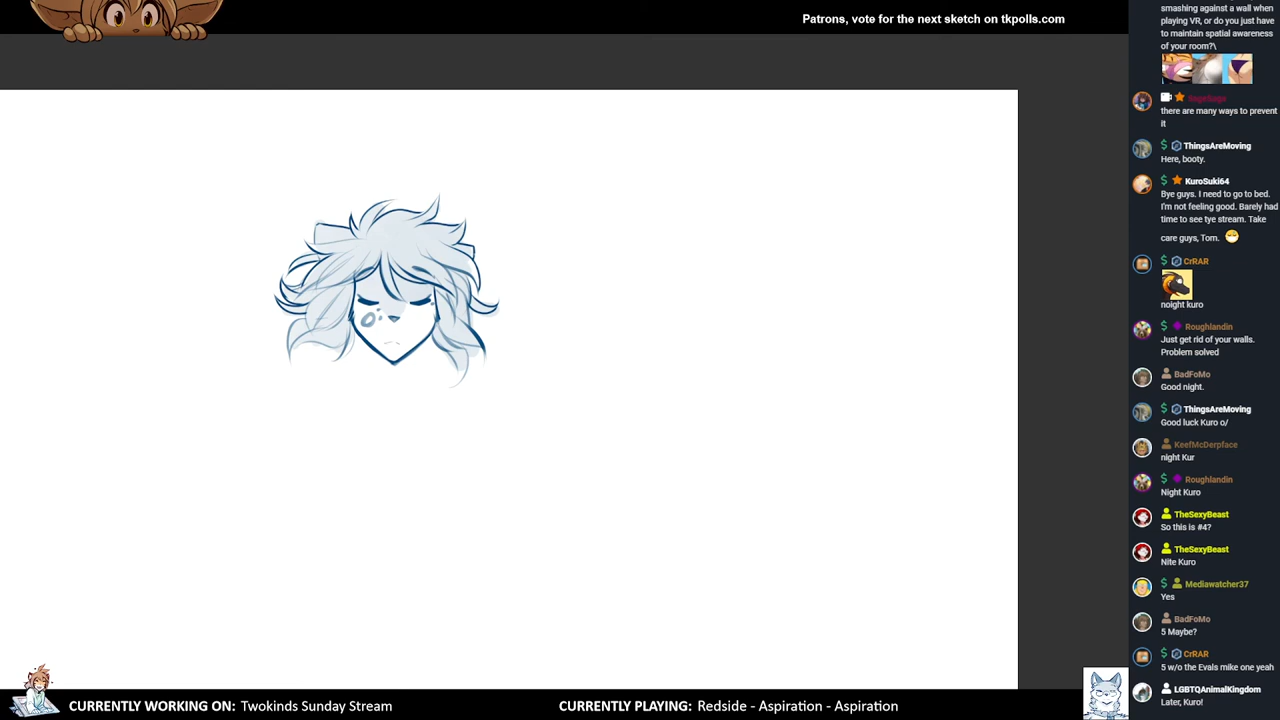 Patrons, vote for the next sketch on tkpolls.com
smashing against a wall when
playing VR, or do you just have
to maintain spatial awareness
of your room?\
there are many ways to prevent
it
ThingsAreMoving
Here, booty.
KuroSuki64
Bye guys. I need to go to bed.
I'm not feeling good. Barely had
time to see tye stream. Take
care guys, Tom.
CrRAR
noight kuro
Roughlandin
Just get rid of your walls.
Problem solved
BadFoMo
Good night.
ThingsAreMoving
Good luck Kuro o/
KeefMcDerpface
night Kur
Roughlandin
Night Kuro
TheSexyBeast
So this is #4?
TheSexyBeast
Nite Kuro
Mediawatcher37
Yes
BadFoMo
5 Maybe?
CrRAR
5 w/o the Evals mike one yeah
LGBTQAnimalKingdom
Later, Kuro!
CURRENTLY WORKING ON: Twokinds Sunday Stream
CURRENTLY PLAYING: Redside - Aspiration - Aspiration